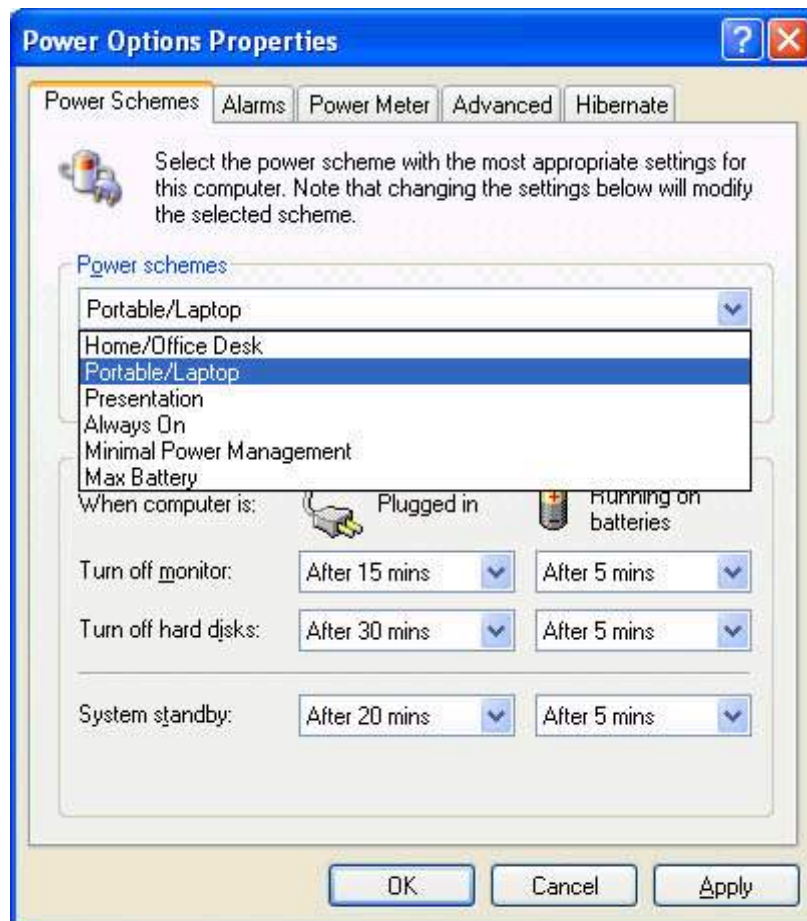 Power Options Properties
Power Schemes Alarms Power Meter Advanced Hibernate
Select the power scheme with the most appropriate settings for
this computer. Note that changing the settings below will modify
the selected scheme.
Power schemes
Portable/Laptop
Home/Office Desk
Portable/Laptop
Presentation
Always On
Minimal Power Management
Max Battery
When computer is: Plugged in Running on
batteries
Turn off monitor: After 15 mins After 5 mins
Turn off hard disks: After 30 mins After 5 mins
System standby: After 20 mins After 5 mins
OK Cancel Apply